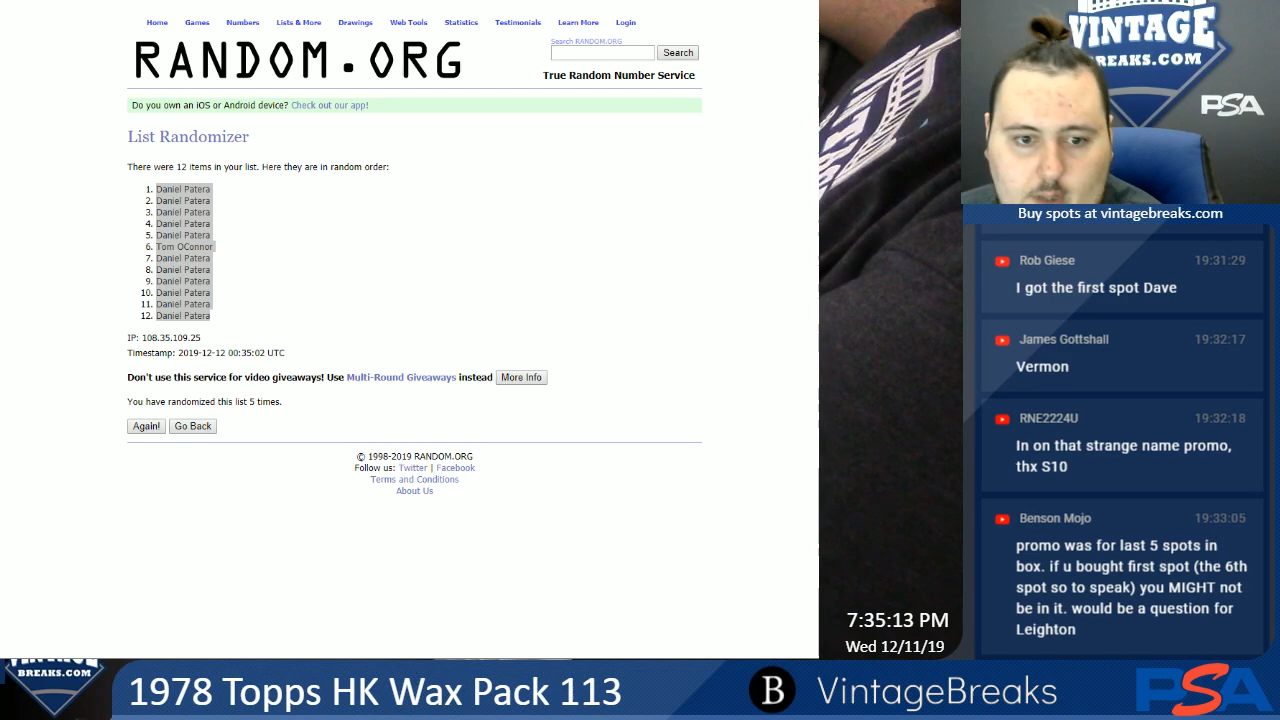 Home Games Numbers Lists & More Drawings Web Tools Statistics Testimonials Learn More Login
RANDOM.ORG
Search RANDOM.ORG
Search
True Random Number Service
Do you own an iOS or Android device? Check out our app!
List Randomizer
There were 12 items in your list. Here they are in random order:
1. Daniel Patera
2. Daniel Patera
3. Daniel Patera
4. Daniel Patera
5. Daniel Patera
6. Tom OConnor
7. Daniel Patera
8. Daniel Patera
9. Daniel Patera
10. Daniel Patera
11. Daniel Patera
12. Daniel Patera
IP: 108.35.109.25
Timestamp: 2019-12-12 00:35:02 UTC
Don't use this service for video giveaways! Use Multi-Round Giveaways instead More Info
You have randomized this list 5 times.
Again! Go Back
© 1998-2019 RANDOM.ORG
Follow us: Twitter | Facebook
Terms and Conditions
About Us
VINTAGE
BREAKS.COM
PSA
Buy spots at vintagebreaks.com
Rob Giese 19:31:29
I got the first spot Dave
James Gottshall 19:32:17
Vermon
RNE2224U 19:32:18
In on that strange name promo,
thx S10
Benson Mojo 19:33:05
promo was for last 5 spots in
box. if u bought first spot (the 6th
spot so to speak) you MIGHT not
be in it. would be a question for
Leighton
7:35:13 PM
Wed 12/11/19
VINTAGE
BREAKS.COM
1978 Topps HK Wax Pack 113
B VintageBreaks
PSA